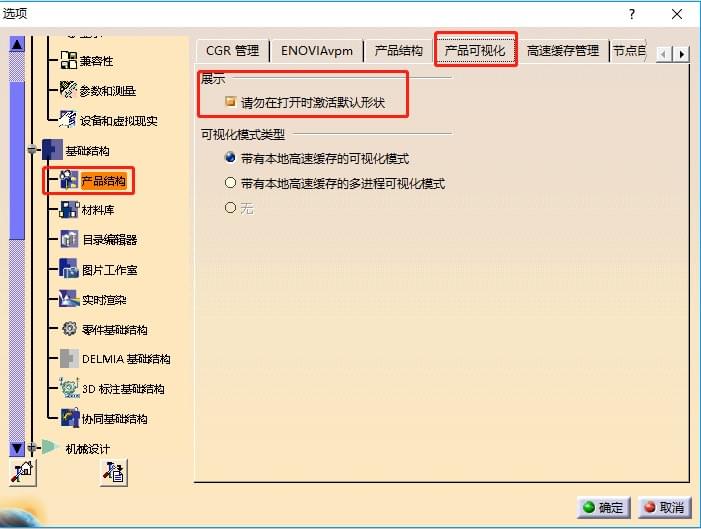 选项
?
兼容性
参数和测量
设备和虚拟现实
基础结构
产品结构
材料库
目录编辑器
图片工作室
实时渲染
零件基础结构
DELMIA 基础结构
3D 标注基础结构
协同基础结构
机械设计
CGR 管理 ENOVIAvpm 产品结构 产品可视化 高速缓存管理 节点自
展示
请勿在打开时激活默认形状
可视化模式类型
带有本地高速缓存的可视化模式
带有本地高速缓存的多进程可视化模式
无
确定 取消